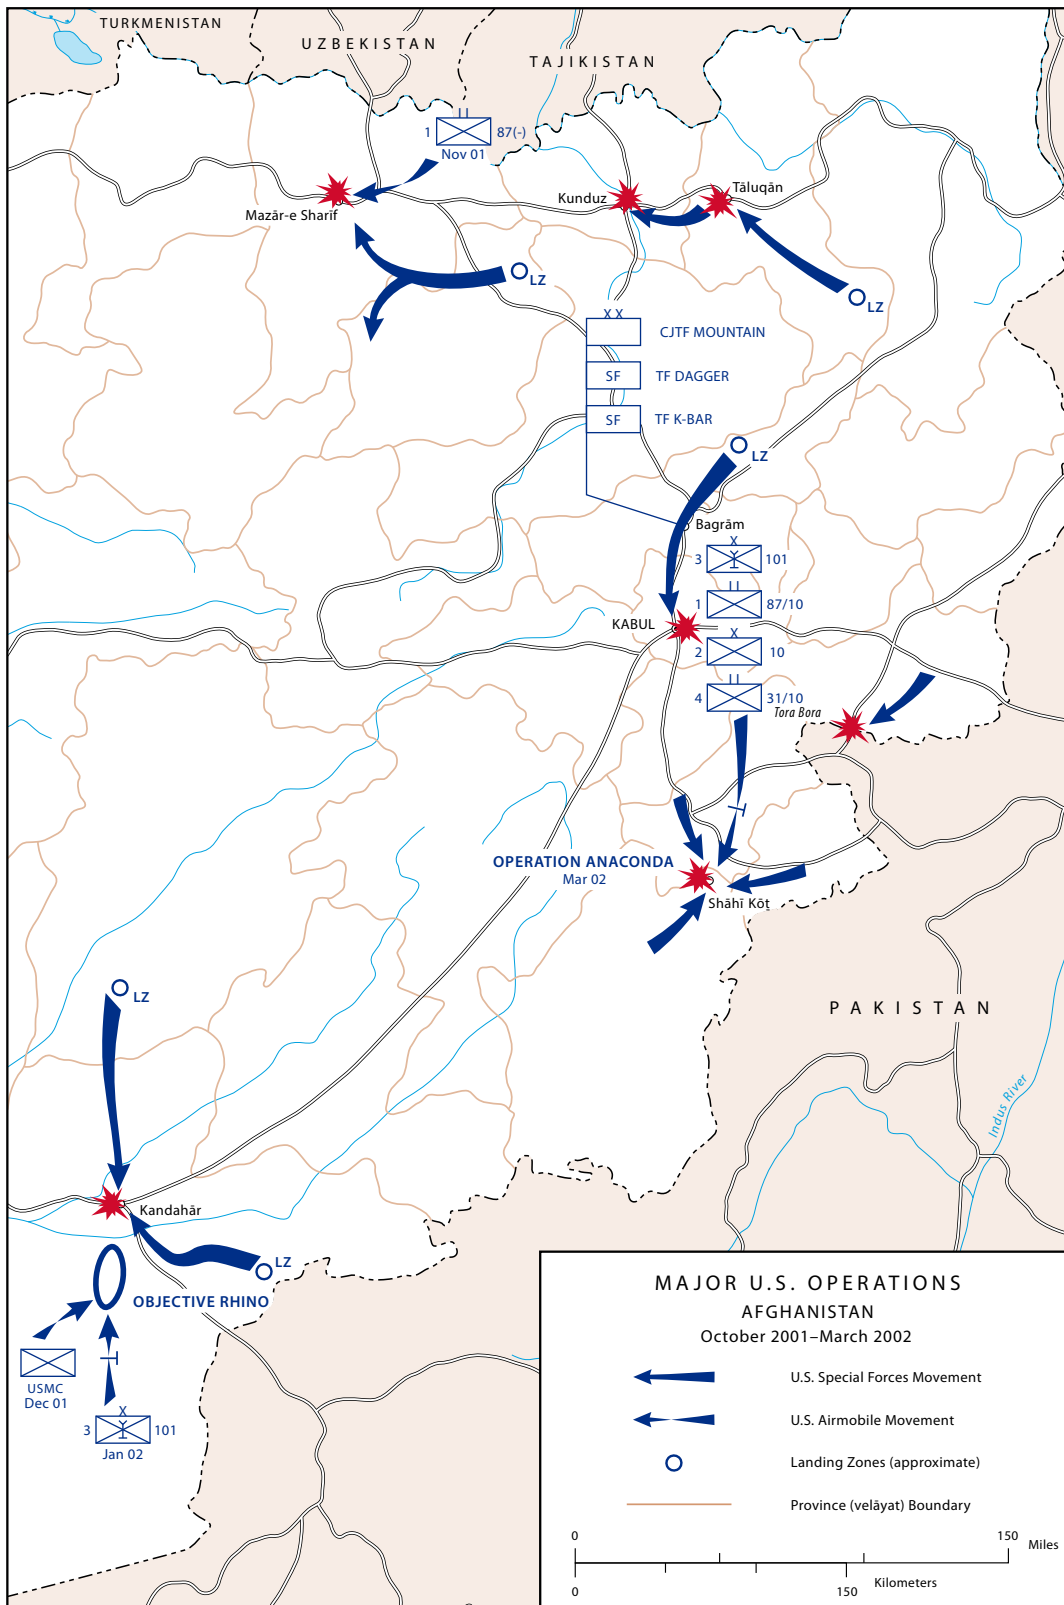 TURKMENISTAN
UZBEKISTAN
TAJIKISTAN
1 87(-)
Nov 01
Mazār-e Sharīf
Kunduz
Tāluqān
LZ
LZ
X X
CJTF MOUNTAIN
SF TF DAGGER
SF TF K-BAR
LZ
Bagrām
X
3 101
1 87/10
KABUL
X
2 10
4 31/10
Tora Bora
OPERATION ANACONDA
Mar 02
Shāhī Kōt
PAKISTAN
Indus River
LZ
Kandahār
LZ
OBJECTIVE RHINO
USMC
Dec 01
X
3 101
Jan 02
MAJOR U.S. OPERATIONS
AFGHANISTAN
October 2001–March 2002
U.S. Special Forces Movement
U.S. Airmobile Movement
Landing Zones (approximate)
Province (velāyat) Boundary
0 150 Miles
0 150 Kilometers